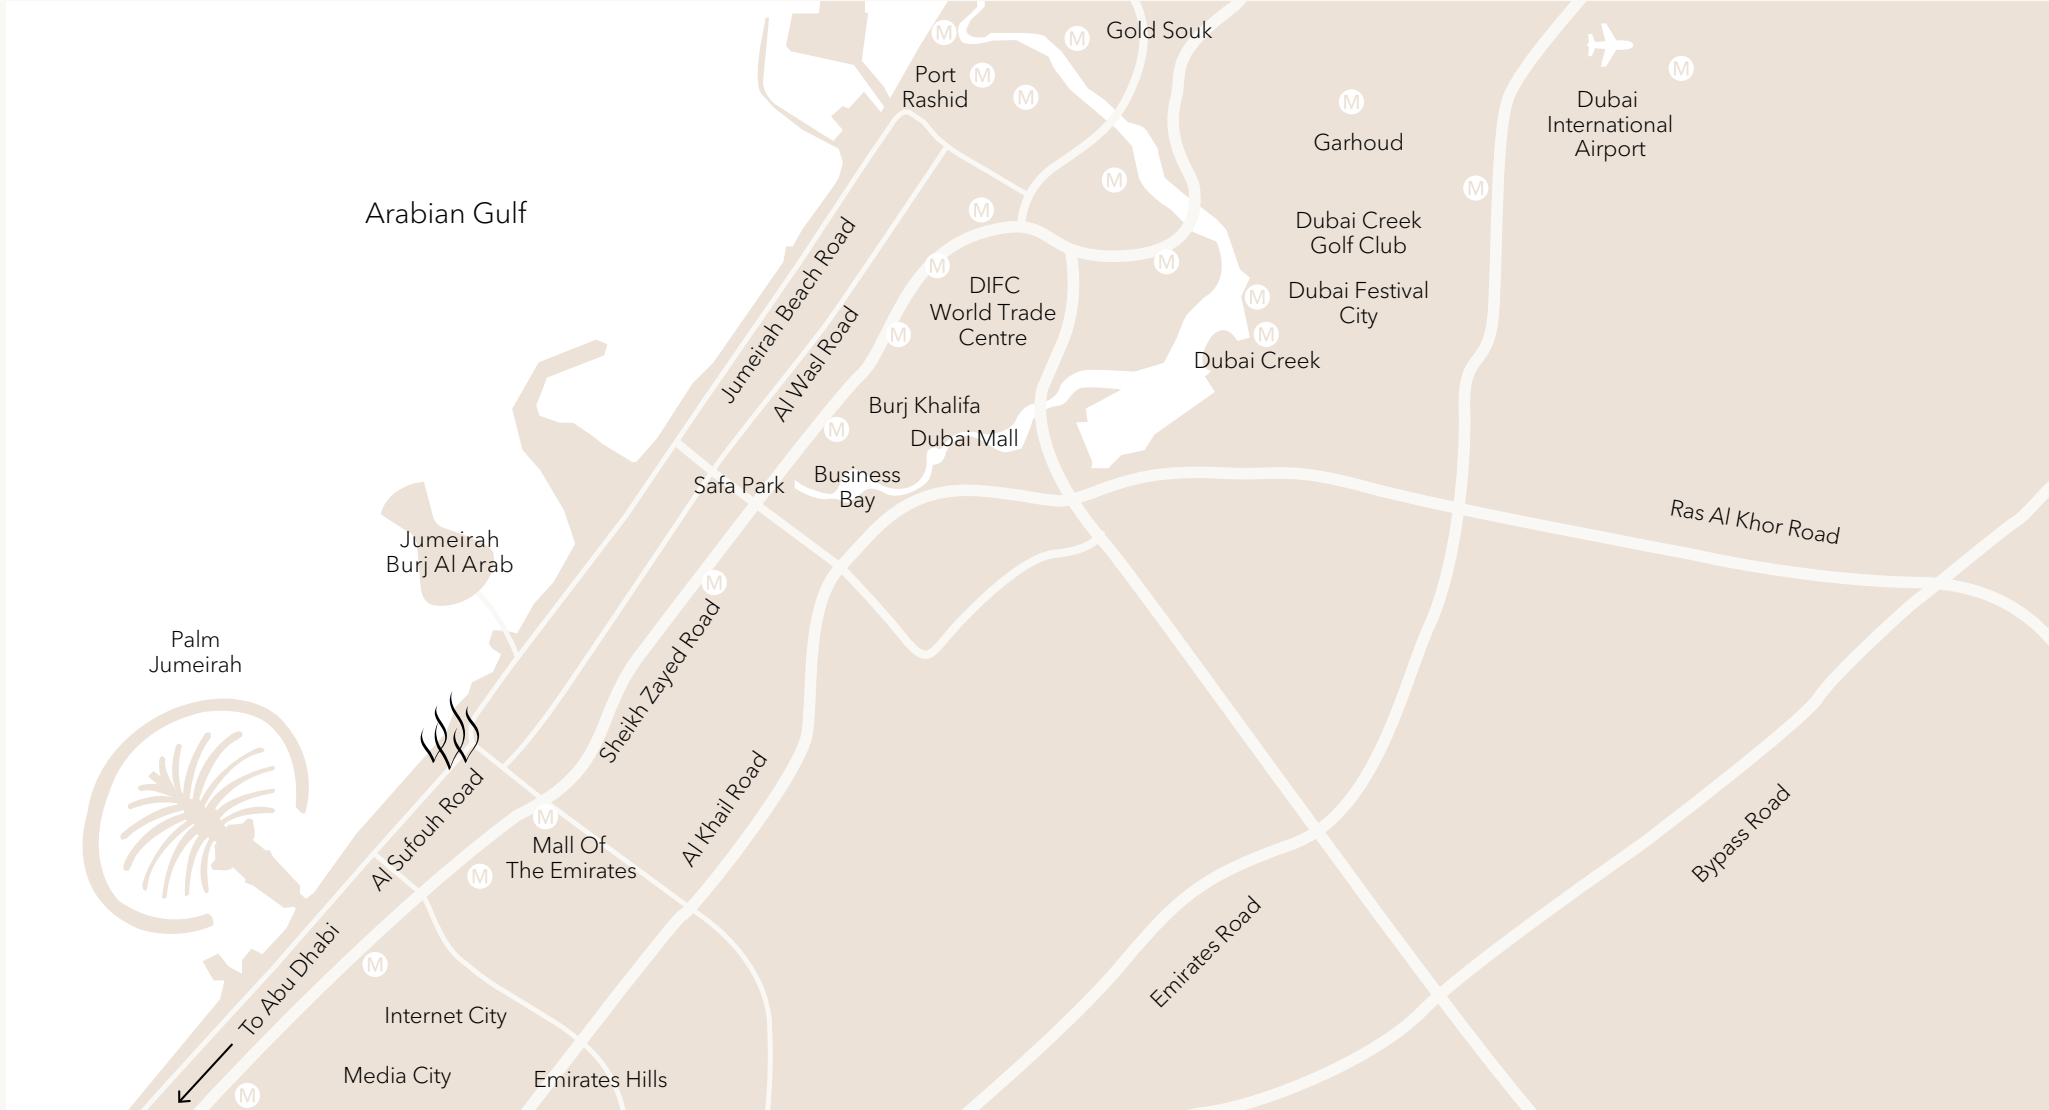 M
M
Gold Souk
M
Port
Rashid
M
M
M
Dubai
International
Airport
Garhoud
M
M
Arabian Gulf
M
Dubai Creek
Golf Club
Jumeirah Beach Road
M
M
DIFC
World Trade
Centre
M
Dubai Festival
City
M
M
Dubai Creek
Al Wasl Road
Burj Khalifa
M
Dubai Mall
Safa Park
Business
Bay
Ras Al Khor Road
Jumeirah
Burj Al Arab
M
Palm
Jumeirah
Sheikh Zayed Road
Al Khail Road
Al Sufouh Road
M
Mall Of
The Emirates
M
Bypass Road
Emirates Road
To Abu Dhabi
M
Internet City
Media City
Emirates Hills
M